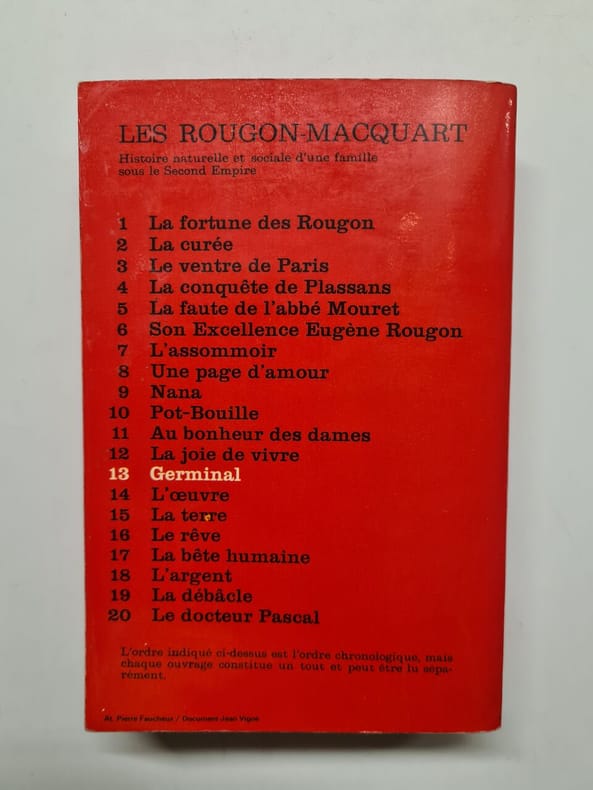 LES ROUGON-MACQUART
Histoire naturelle et sociale d'une famille
sous le Second Empire
1 La fortune des Rougon
2 La curée
3 Le ventre de Paris
4 La conquête de Plassans
5 La faute de l'abbé Mouret
6 Son Excellence Eugène Rougon
7 L'assommoir
8 Une page d'amour
9 Nana
10 Pot-Bouille
11 Au bonheur des dames
12 La joie de vivre
13 Germinal
14 L'œuvre
15 La terre
16 Le rêve
17 La bête humaine
18 L'argent
19 La débâcle
20 Le docteur Pascal
L'ordre indiqué ci-dessus est l'ordre chronologique, mais
chaque ouvrage constitue un tout et peut être lu sépa-
rément.
At. Pierre Faucheux / Document Jean Vigne